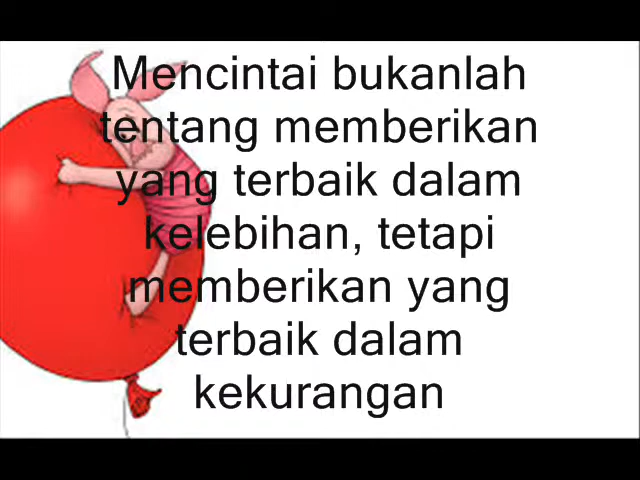 Mencintai bukanlah
tentang memberikan
yang terbaik dalam
kelebihan, tetapi
memberikan yang
terbaik dalam
kekurangan